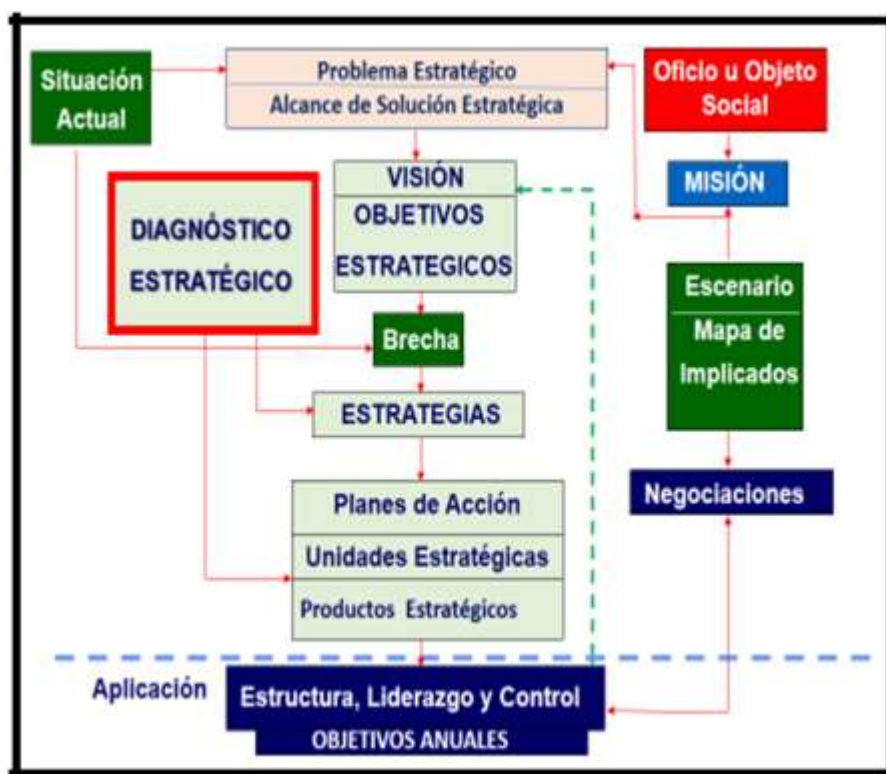 Situación
Actual
Problema Estratégico
Alcance de Solución Estratégica
Oficio u Objeto
Social
MISIÓN
VISIÓN
OBJETIVOS
ESTRATEGICOS
DIAGNÓSTICO
ESTRATÉGICO
Escenario
Mapa de
Implicados
Brecha
ESTRATEGIAS
Negociaciones
Planes de Acción
Unidades Estratégicas
Productos Estratégicos
Aplicación
Estructura, Liderazgo y Control
OBJETIVOS ANUALES